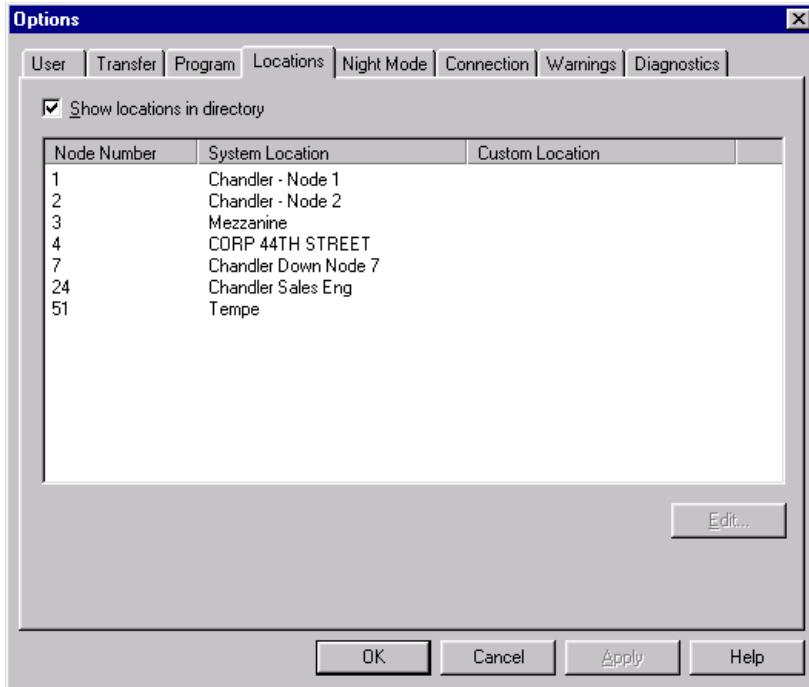 Options
User Transfer Program Locations Night Mode Connection Warnings Diagnostics
Show locations in directory
Node Number System Location Custom Location
1 Chandler - Node 1
2 Chandler - Node 2
3 Mezzanine
4 CORP 44TH STREET
7 Chandler Down Node 7
24 Chandler Sales Eng
51 Tempe
Edit...
OK Cancel Apply Help